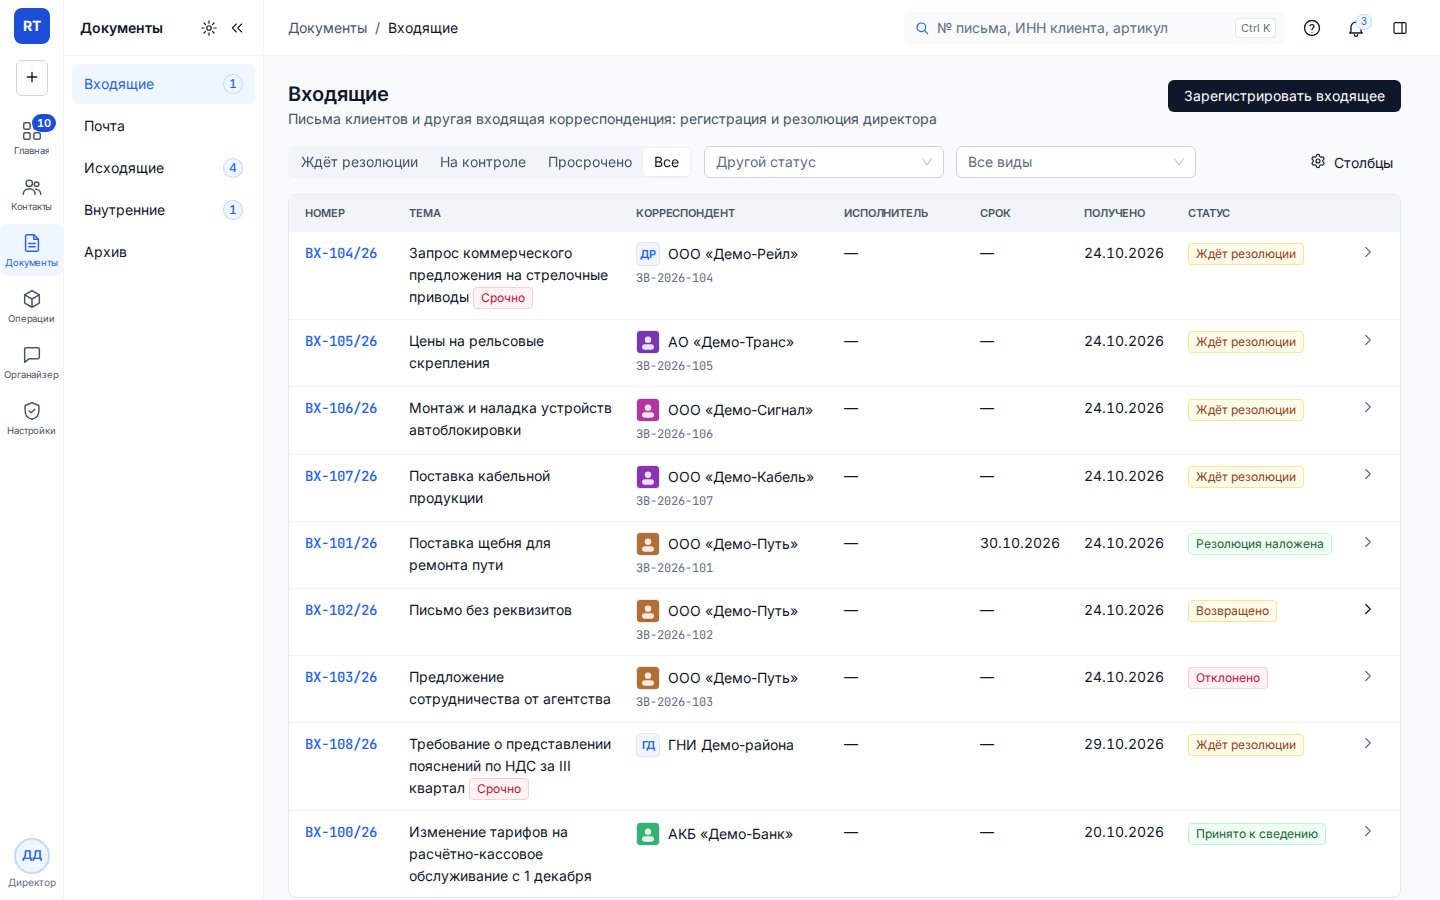 RT
Документы
Документы / Входящие
№ письма, ИНН клиента, артикул
Ctrl K
3
10
Главная
Контакты
Документы
Операции
Органайзер
Настройки
ДД
Директор
Входящие 1
Почта
Исходящие 4
Внутренние 1
Архив
Входящие
Письма клиентов и другая входящая корреспонденция: регистрация и резолюция директора
Зарегистрировать входящее
Ждёт резолюции На контроле Просрочено Все
Другой статус
Все виды
Столбцы
НОМЕР ТЕМА КОРРЕСПОНДЕНТ ИСПОЛНИТЕЛЬ СРОК ПОЛУЧЕНО СТАТУС
ВХ-104/26 Запрос коммерческого ДР ООО «Демо-Рейл» — — 24.10.2026 Ждёт резолюции
предложения на стрелочные ЗВ-2026-104
приводы Срочно
ВХ-105/26 Цены на рельсовые АО «Демо-Транс» — — 24.10.2026 Ждёт резолюции
скрепления ЗВ-2026-105
ВХ-106/26 Монтаж и наладка устройств ООО «Демо-Сигнал» — — 24.10.2026 Ждёт резолюции
автоблокировки ЗВ-2026-106
ВХ-107/26 Поставка кабельной ООО «Демо-Кабель» — — 24.10.2026 Ждёт резолюции
продукции ЗВ-2026-107
ВХ-101/26 Поставка щебня для ООО «Демо-Путь» — 30.10.2026 24.10.2026 Резолюция наложена
ремонта пути ЗВ-2026-101
ВХ-102/26 Письмо без реквизитов ООО «Демо-Путь» — — 24.10.2026 Возвращено
ЗВ-2026-102
ВХ-103/26 Предложение ООО «Демо-Путь» — — 24.10.2026 Отклонено
сотрудничества от агентства ЗВ-2026-103
ВХ-108/26 Требование о представлении ГД ГНИ Демо-района — — 29.10.2026 Ждёт резолюции
пояснений по НДС за III
квартал Срочно
ВХ-100/26 Изменение тарифов на АКБ «Демо-Банк» — — 20.10.2026 Принято к сведению
расчётно-кассовое
обслуживание с 1 декабря